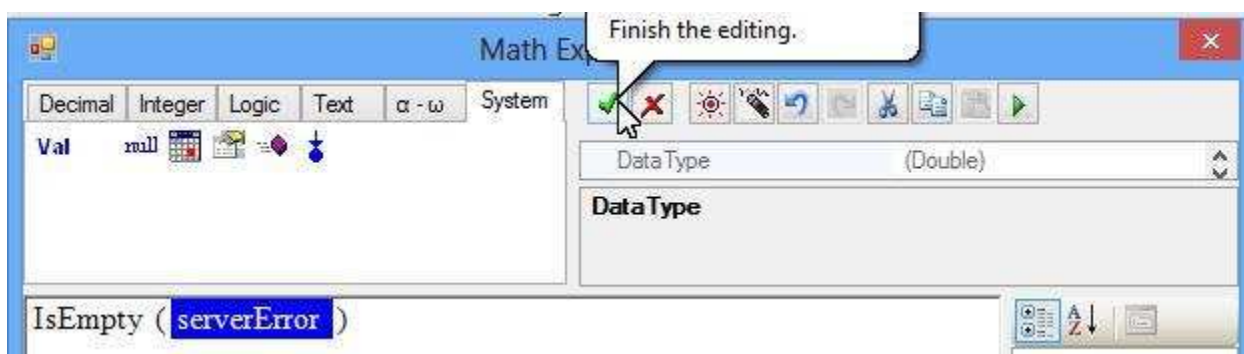 Finish the editing.
Math Ex
Decimal Integer Logic Text α - ω System
Val null
DataType (Double)
DataType
IsEmpty ( serverError )
A
Z